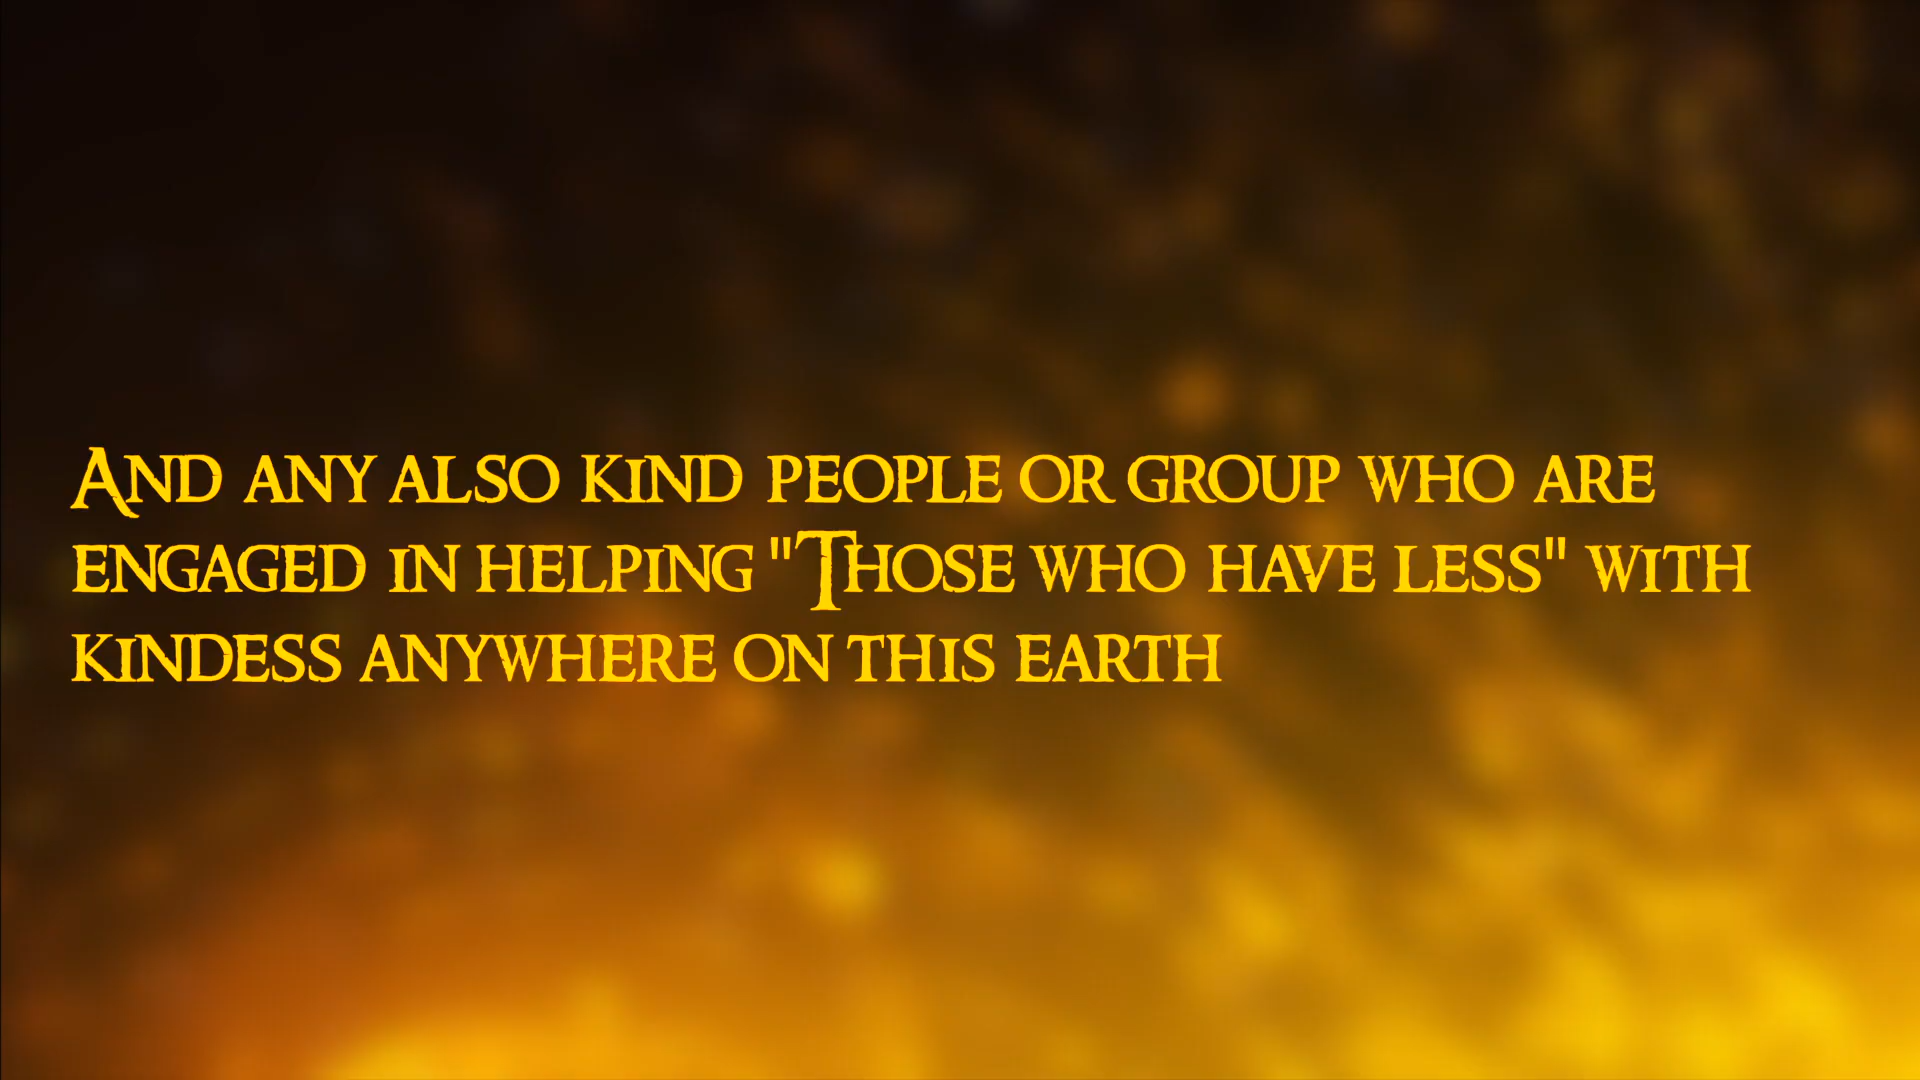 And any also kind people or group who are
engaged in helping "Those who have less" with
kindess anywhere on this earth